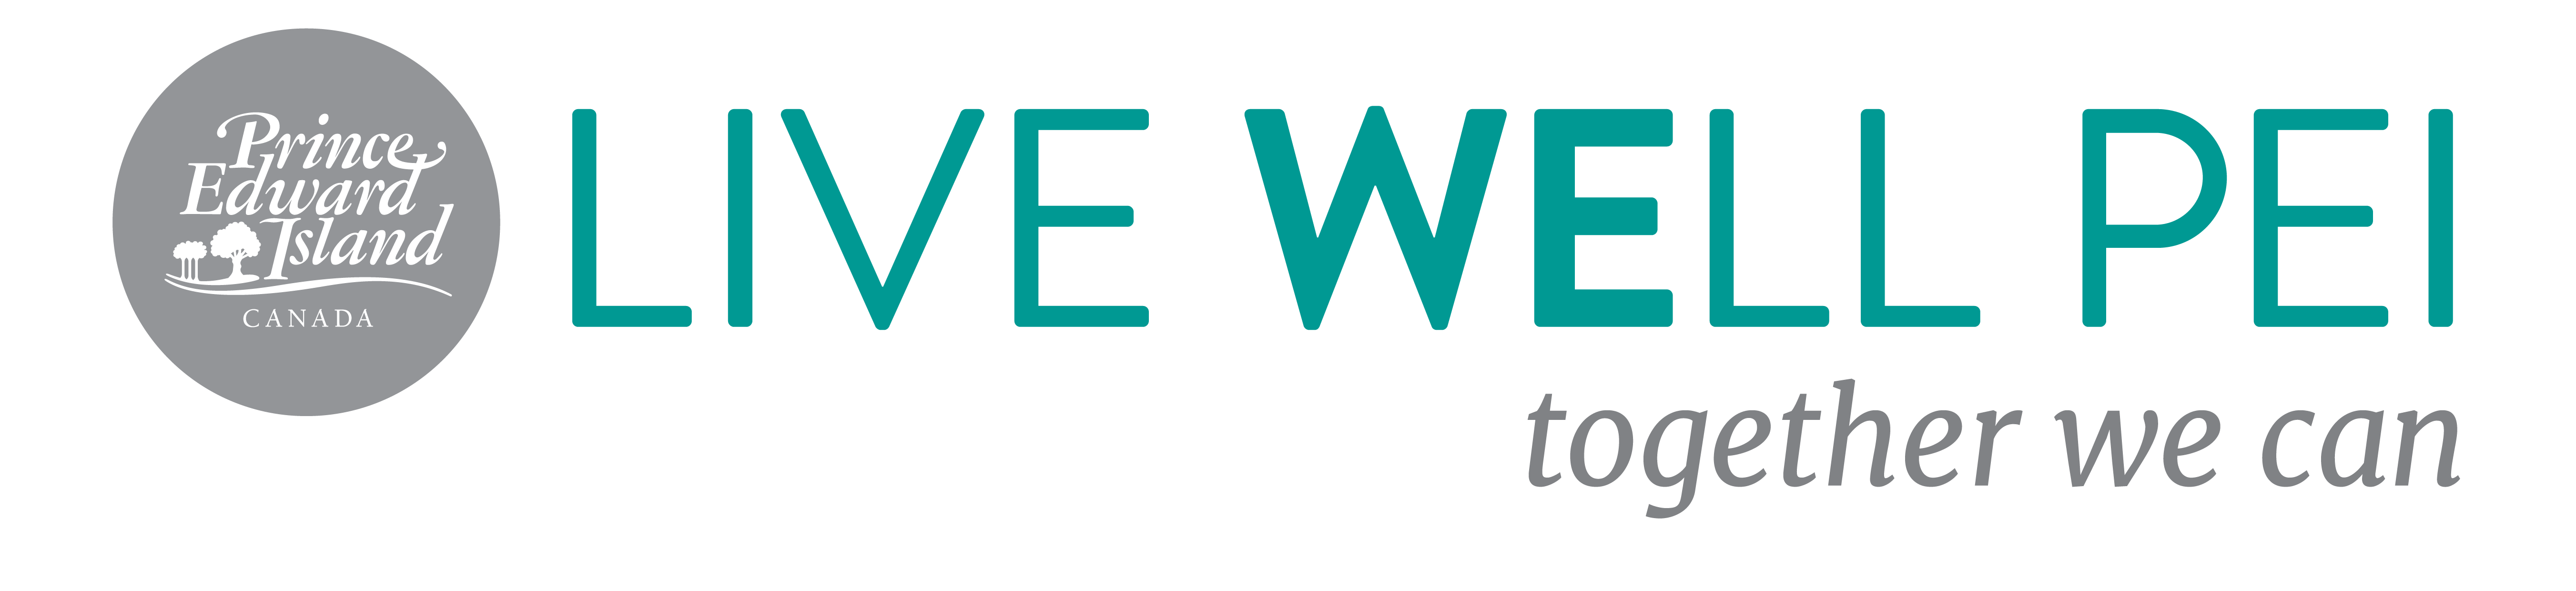 Prince
Edward
Island
CANADA
LIVE WELL PEI
together we can